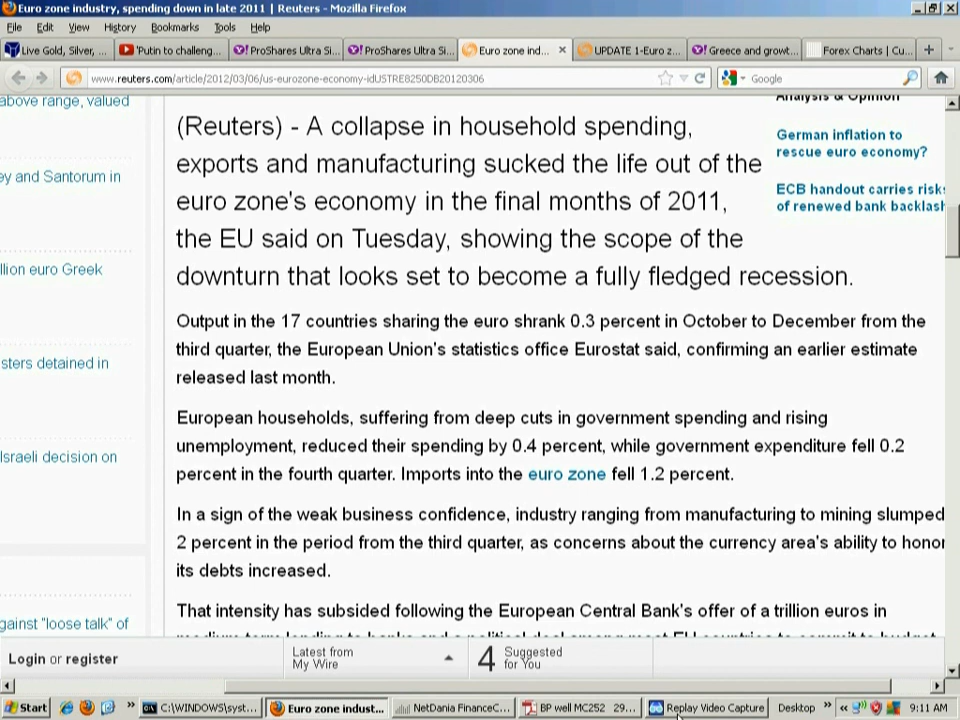 Euro zone industry, spending down in late 2011 | Reuters - Mozilla Firefox
File Edit View History Bookmarks Tools Help
Live Gold, Silver, ... 'Putin to challeng... ProShares Ultra Si... ProShares Ultra Si... Euro zone ind... UPDATE 1-Euro z... Greece and growt... Forex Charts | Cu...
www.reuters.com/article/2012/03/06/us-eurozone-economy-idUSTRE8250DB20120306 Google
above range, valued
ey and Santorum in
llion euro Greek
sters detained in
Israeli decision on
gainst "loose talk" of
(Reuters) - A collapse in household spending,
exports and manufacturing sucked the life out of the
euro zone's economy in the final months of 2011,
the EU said on Tuesday, showing the scope of the
downturn that looks set to become a fully fledged recession.
Analysis & Opinion
German inflation to
rescue euro economy?
ECB handout carries risks
of renewed bank backlash
Output in the 17 countries sharing the euro shrank 0.3 percent in October to December from the
third quarter, the European Union's statistics office Eurostat said, confirming an earlier estimate
released last month.
European households, suffering from deep cuts in government spending and rising
unemployment, reduced their spending by 0.4 percent, while government expenditure fell 0.2
percent in the fourth quarter. Imports into the euro zone fell 1.2 percent.
In a sign of the weak business confidence, industry ranging from manufacturing to mining slumped
2 percent in the period from the third quarter, as concerns about the currency area's ability to honor
its debts increased.
That intensity has subsided following the European Central Bank's offer of a trillion euros in
Login or register
Latest from
My Wire
4 Suggested
for You
Start C:\WINDOWS\syst... Euro zone indust... NetDania FinanceC... BP well MC252 29... Replay Video Capture Desktop 9:11 AM